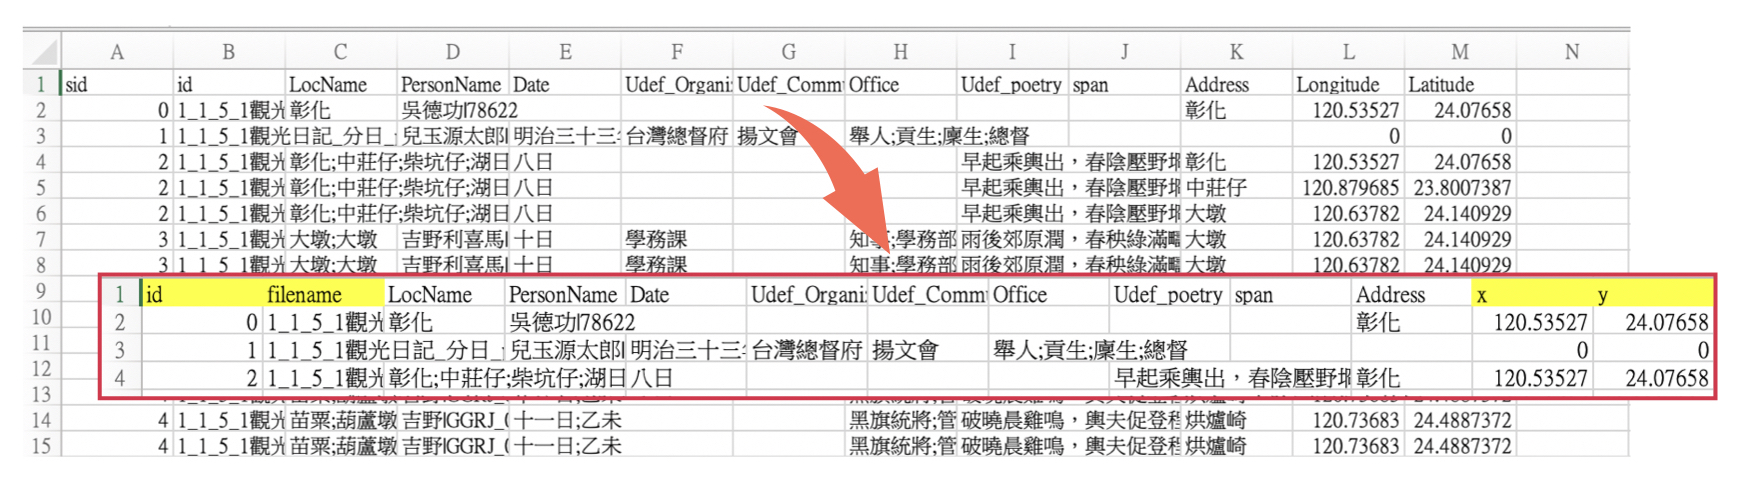 A B C D E F G H I J K L M N
1 sid id LocName PersonName Date Udef_Organi Udef_Comm Office Udef_poetry span Address Longitude Latitude
2 0 1_1_5_1觀光 彰化 吳德功|78622 彰化 120.53527 24.07658
3 1 1_1_5_1觀光日記_分日_ 兒玉源太郎 明治三十三 台灣總督府 揚文會 舉人;貢生;廩生;總督 0 0
4 2 1_1_5_1觀光 彰化;中莊仔;柴坑仔;湖日 八日 早起乘輿出，春陰壓野 彰化 120.53527 24.07658
5 2 1_1_5_1觀光 彰化;中莊仔;柴坑仔;湖日 八日 早起乘輿出，春陰壓野 中莊仔 120.879685 23.8007387
6 2 1_1_5_1觀光 彰化;中莊仔;柴坑仔;湖日 八日 早起乘輿出，春陰壓野 大墩 120.63782 24.140929
7 3 1_1_5_1觀光 大墩;大墩 吉野利喜馬 十日 學務課 知事;學務部 雨後郊原潤，春秧綠滿 大墩 120.63782 24.140929
8 3 1_1_5_1觀光 大墩;大墩 吉野利喜馬 十日 學務課 知事;學務部 雨後郊原潤，春秧綠滿 大墩 120.63782 24.140929
9
10
11
12
13
1 id filename LocName PersonName Date Udef_Organi Udef_Comm Office Udef_poetry span Address x y
2 0 1_1_5_1觀光 彰化 吳德功|78622 彰化 120.53527 24.07658
3 1 1_1_5_1觀光日記_分日_ 兒玉源太郎 明治三十三 台灣總督府 揚文會 舉人;貢生;廩生;總督 0 0
4 2 1_1_5_1觀光 彰化;中莊仔;柴坑仔;湖日 八日 早起乘輿出，春陰壓野 彰化 120.53527 24.07658
14 4 1_1_5_1觀光 苗粟;葫蘆墩 吉野|GGRJ_ 十一日;乙未 黑旗統將;管 破曉晨雞鳴，輿夫促登程 烘爐崎 120.73683 24.4887372
15 4 1_1_5_1觀光 苗粟;葫蘆墩 吉野|GGRJ_ 十一日;乙未 黑旗統將;管 破曉晨雞鳴，輿夫促登程 烘爐崎 120.73683 24.4887372